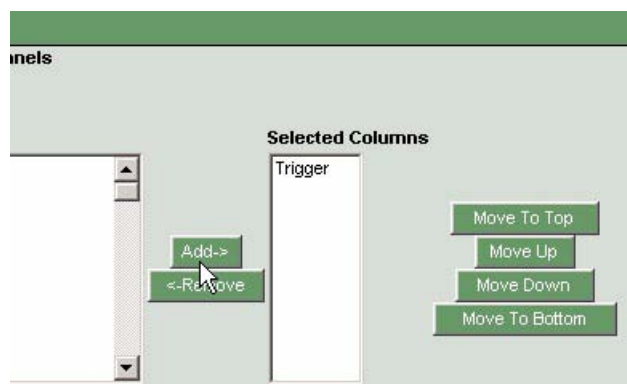 nnels
Selected Columns
Trigger
Add->
<-Remove
Move To Top
Move Up
Move Down
Move To Bottom